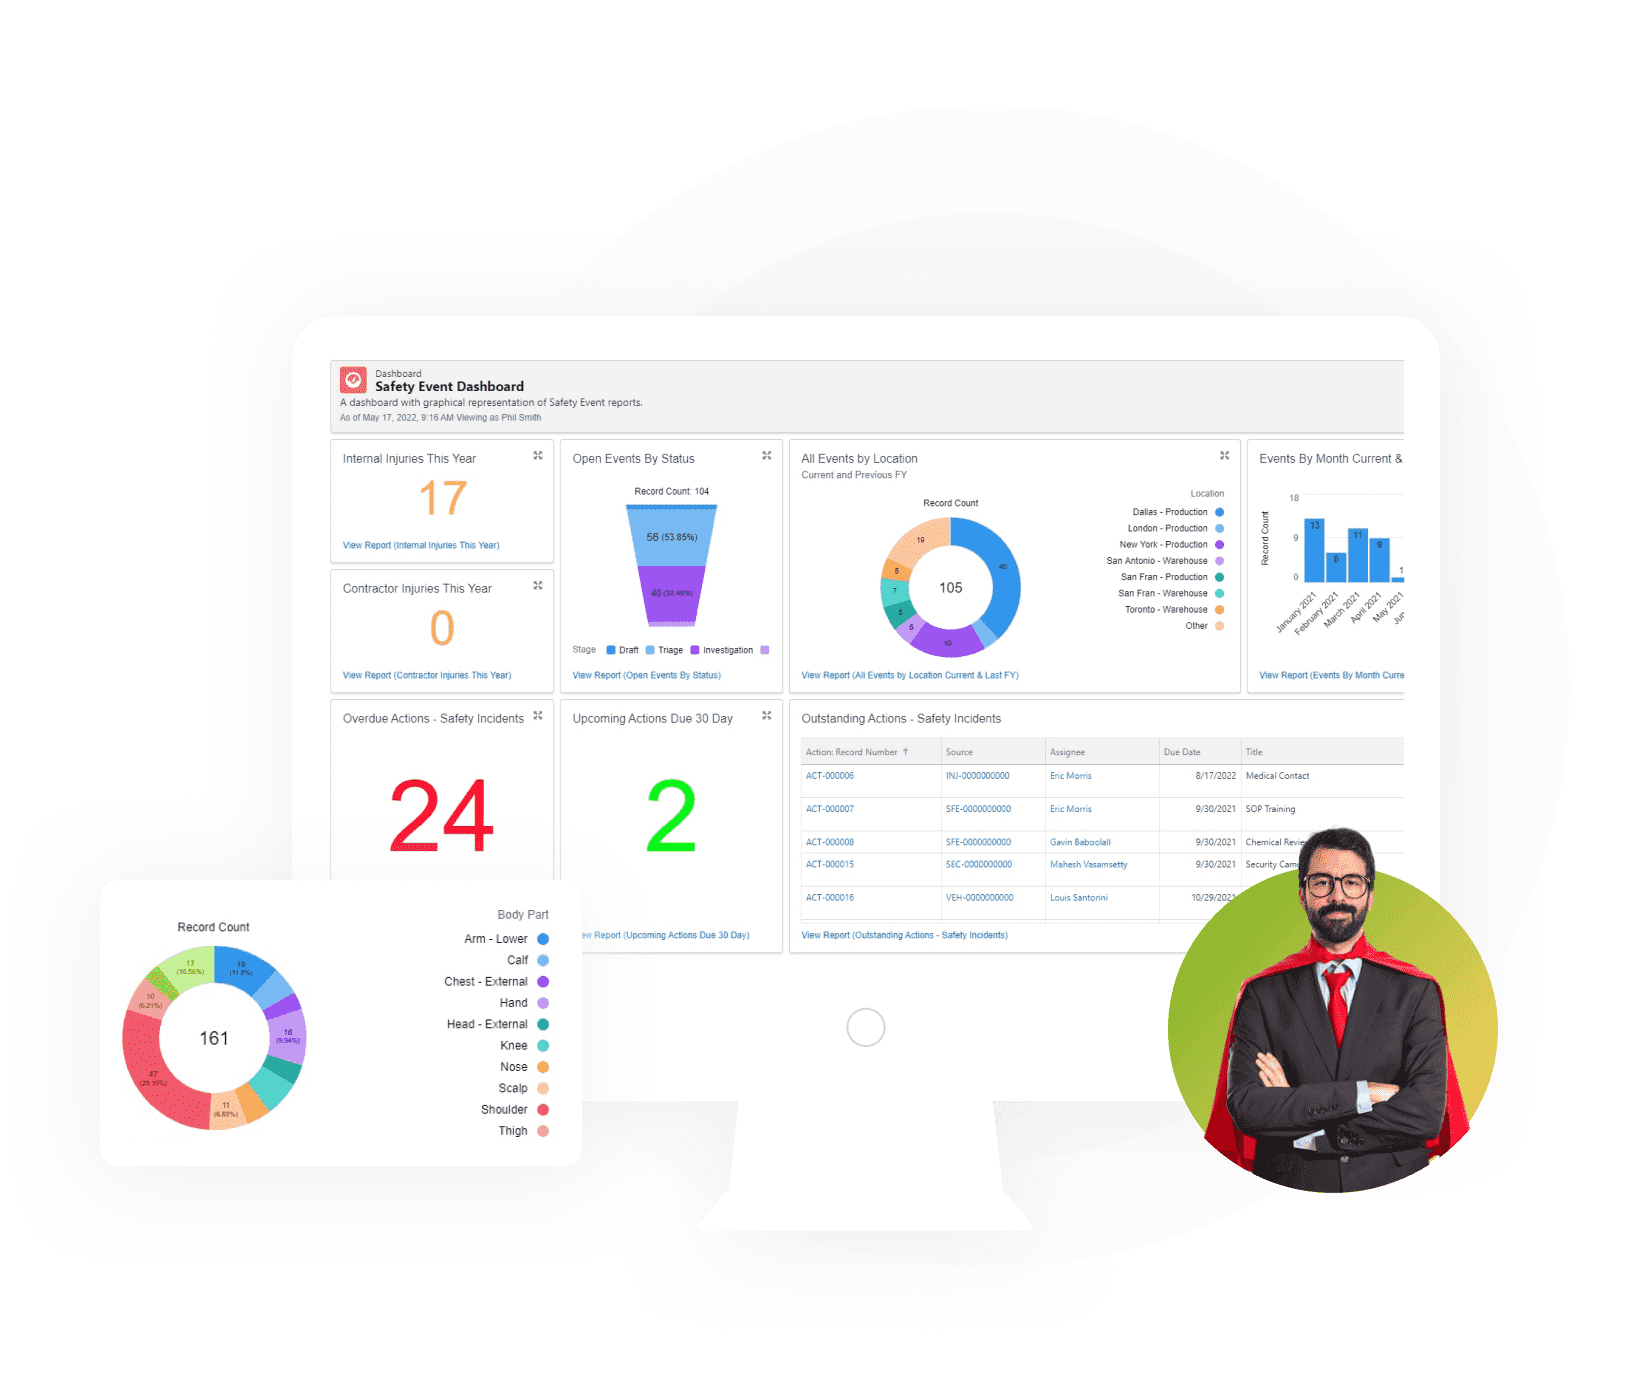 Dashboard
Safety Event Dashboard
A dashboard with graphical representation of Safety Event reports.
As of May 17, 2022, 9:16 AM·Viewing as Phil Smith
Internal Injuries This Year
17
View Report (Internal Injuries This Year)
Contractor Injuries This Year
0
View Report (Contractor Injuries This Year)
Open Events By Status
Record Count: 104
56 (53.85%)
40 (38.46%)
Stage Draft Triage Investigation
View Report (Open Events By Status)
All Events by Location
Current and Previous FY
Record Count
40
19
5
7
5
5
105
Location
Dallas - Production
London - Production
New York - Production
San Antonio - Warehouse
San Fran - Production
San Fran - Warehouse
Toronto - Warehouse
Other
View Report (All Events by Location Current & Last FY)
Events By Month Current &
Record Count
18
9
0
13
6
11
9
1
January 2021
February 2021
March 2021
April 2021
May 2021
View Report (Events By Month Curre
Overdue Actions - Safety Incidents
24
Upcoming Actions Due 30 Day
2
ew Report (Upcoming Actions Due 30 Day)
Outstanding Actions - Safety Incidents
Action: Record Number ↑ Source Assignee Due Date Title
ACT-000006 INJ-0000000000 Eric Morris 8/17/2022 Medical Contact
ACT-000007 SFE-0000000000 Eric Morris 9/30/2021 SOP Training
ACT-000008 SFE-0000000000 Gavin Baboolall 9/30/2021 Chemical Revie
ACT-000015 SEC-0000000000 Mahesh Vasamsetty 9/30/2021 Security Cam
ACT-000016 VEH-0000000000 Louis Santorini 10/29/2021
View Report (Outstanding Actions - Safety Incidents)
Record Count
17
(10.56%)
19
(11.8%)
10
(6.21%)
16
(9.94%)
47
(29.19%)
11
(6.83%)
161
Body Part
Arm - Lower
Calf
Chest - External
Hand
Head - External
Knee
Nose
Scalp
Shoulder
Thigh